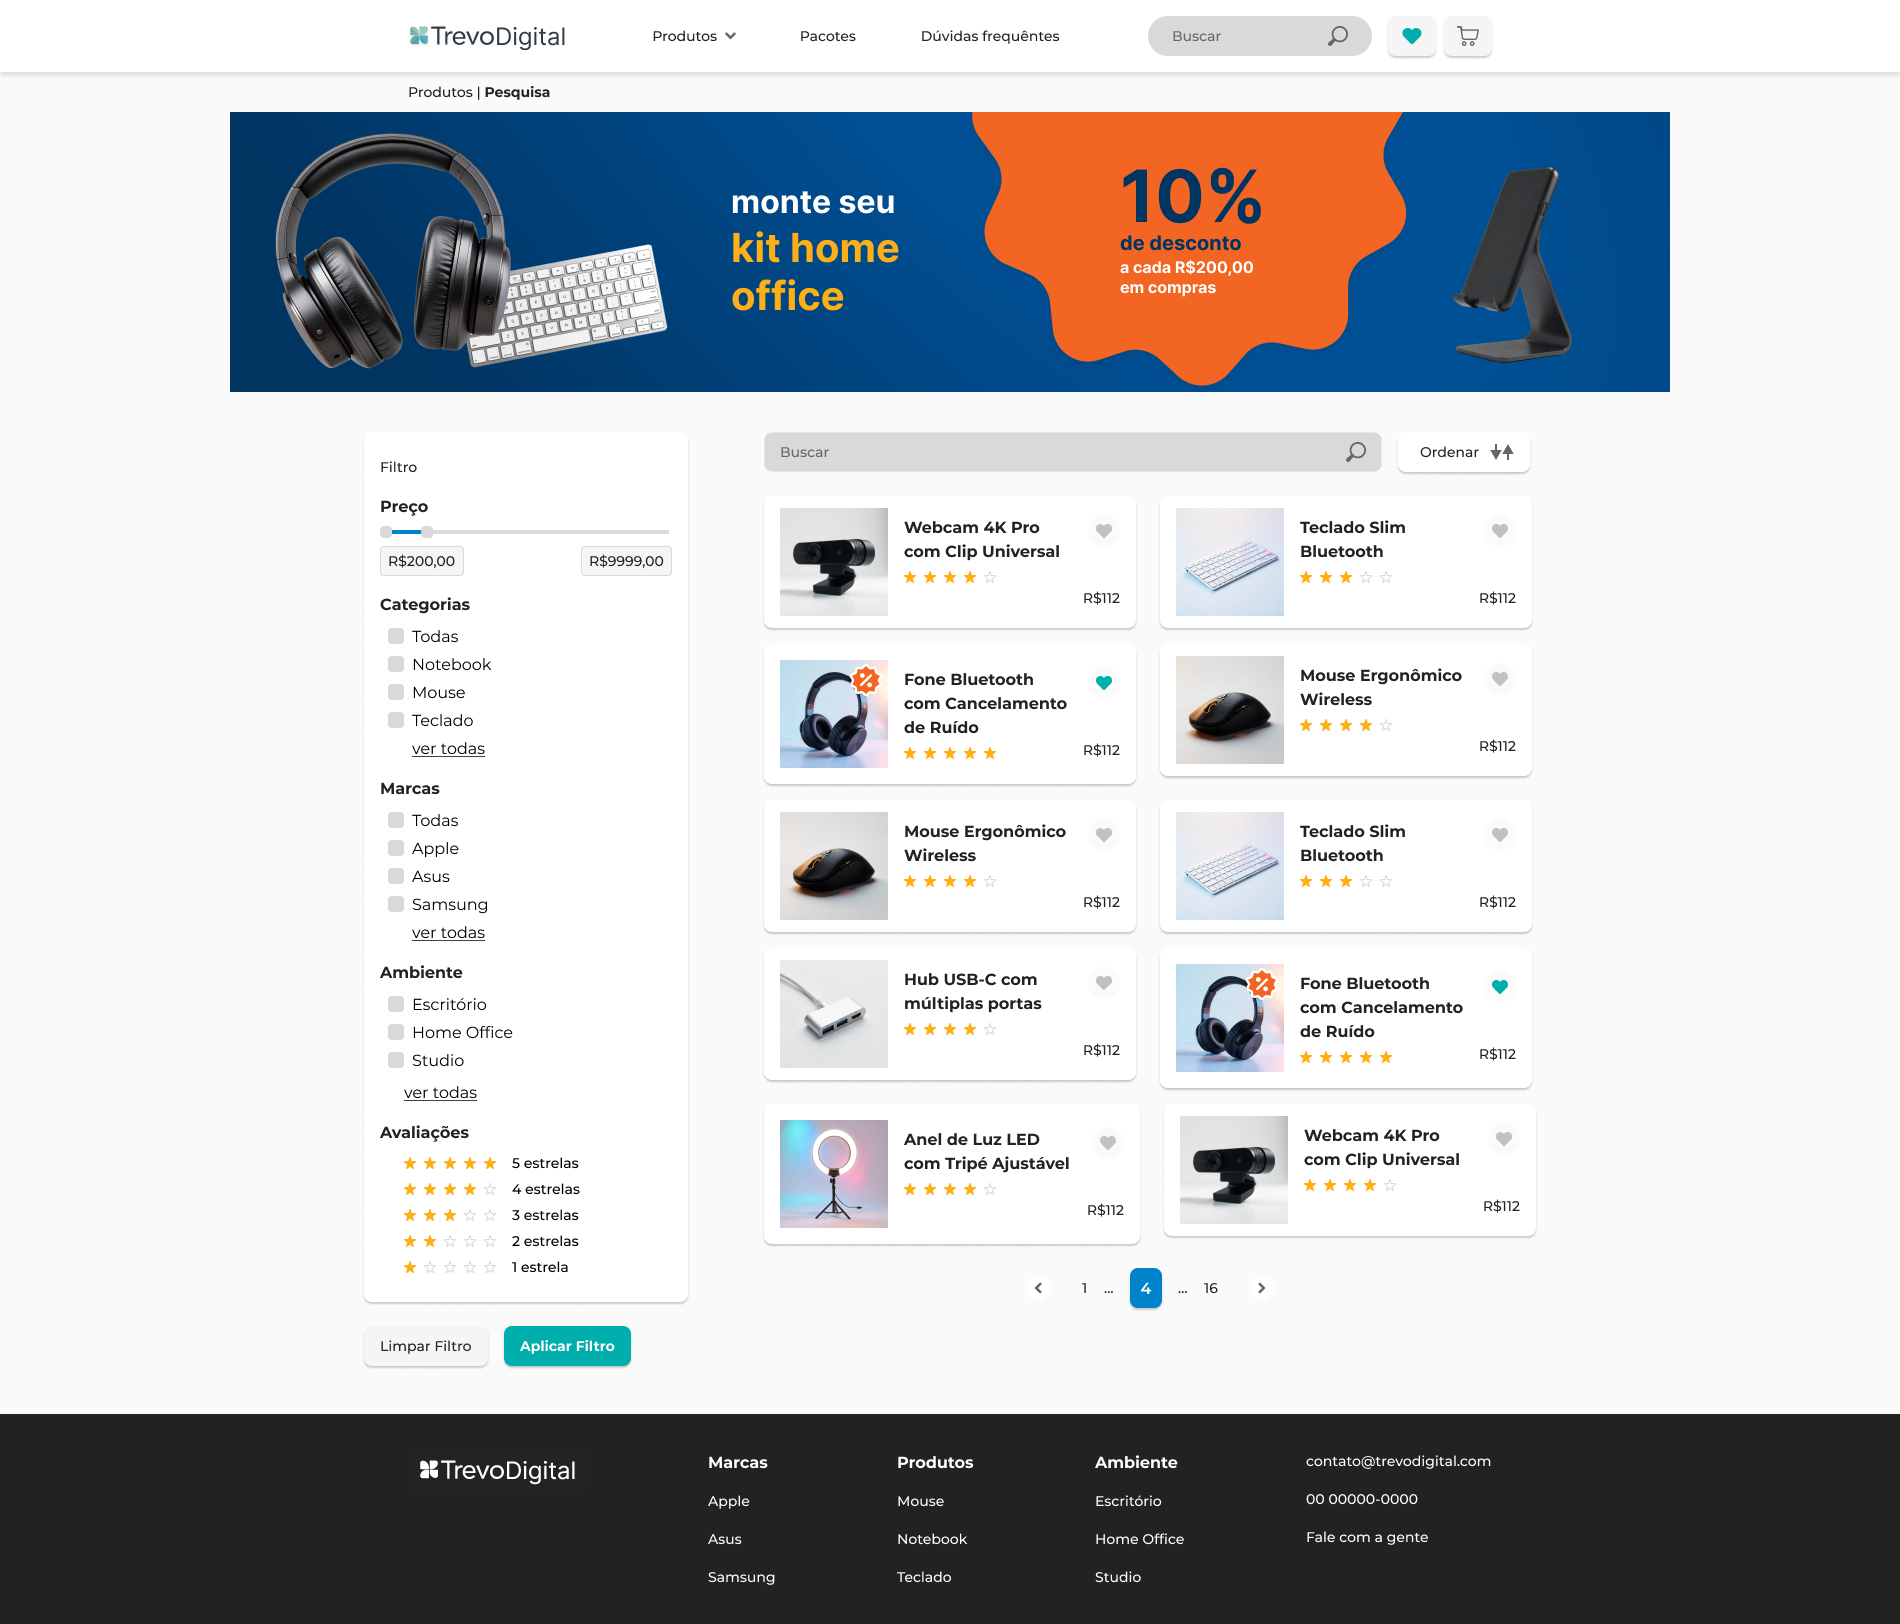 TrevoDigital
Produtos
Pacotes
Dúvidas frequêntes
Buscar
Produtos | Pesquisa
monte seu
kit home
office
10%
de desconto
a cada R$200,00
em compras
Filtro
Preço
R$200,00
R$9999,00
Categorias
Todas
Notebook
Mouse
Teclado
ver todas
Marcas
Todas
Apple
Asus
Samsung
ver todas
Ambiente
Escritório
Home Office
Studio
ver todas
Avaliações
5 estrelas
4 estrelas
3 estrelas
2 estrelas
1 estrela
Limpar Filtro
Aplicar Filtro
Buscar
Ordenar
Webcam 4K Pro
com Clip Universal
R$112
Teclado Slim
Bluetooth
R$112
%
Fone Bluetooth
com Cancelamento
de Ruído
R$112
Mouse Ergonômico
Wireless
R$112
Mouse Ergonômico
Wireless
R$112
Teclado Slim
Bluetooth
R$112
Hub USB-C com
múltiplas portas
R$112
%
Fone Bluetooth
com Cancelamento
de Ruído
R$112
Anel de Luz LED
com Tripé Ajustável
R$112
Webcam 4K Pro
com Clip Universal
R$112
1 ... 4 ... 16
TrevoDigital
Marcas
Apple
Asus
Samsung
Produtos
Mouse
Notebook
Teclado
Ambiente
Escritório
Home Office
Studio
contato@trevodigital.com
00 00000-0000
Fale com a gente